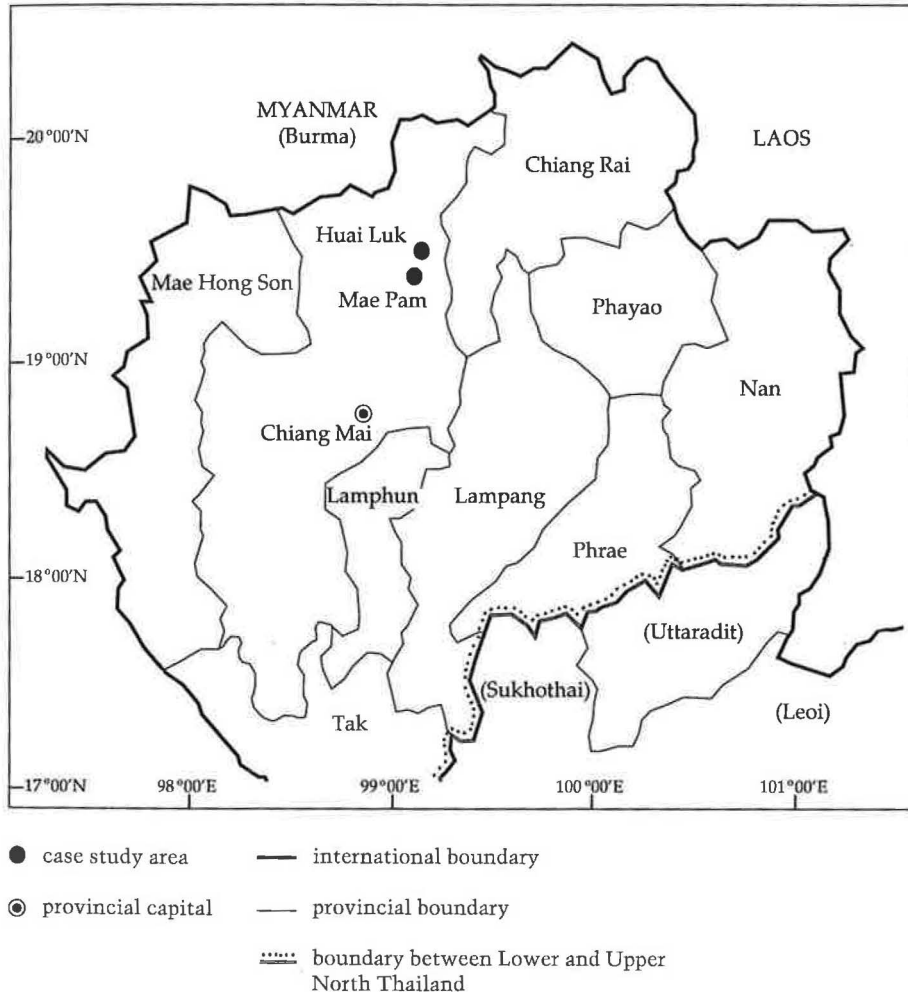 20°00'N
19°00'N
18°00'N
17°00'N
98°00'E
99°00'E
100°00'E
101°00'E
MYANMAR
(Burma)
LAOS
Chiang Rai
Huai Luk
Mae Hong Son
Mae Pam
Phayao
Nan
Chiang Mai
Lamphun
Lampang
Phrae
(Uttaradit)
(Sukhothai)
(Leoi)
Tak
case study area
international boundary
provincial capital
provincial boundary
boundary between Lower and Upper
North Thailand